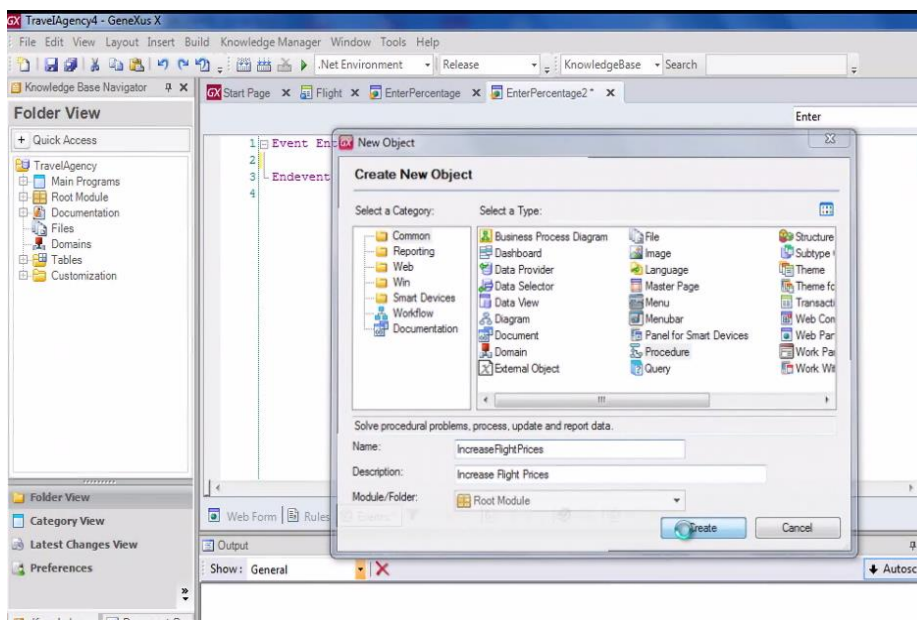 TravelAgency4 - GeneXus X
File Edit View Layout Insert Build Knowledge Manager Window Tools Help
.Net Environment Release KnowledgeBase Search
Knowledge Base Navigator
Start Page Flight EnterPercentage EnterPercentage2*
Folder View
Enter
Quick Access
TravelAgency
Main Programs
Root Module
Documentation
Files
Domains
Tables
Customization
1 Event Ent
2
3 Endevent
4
New Object
Create New Object
Select a Category:
Common
Reporting
Web
Win
Smart Devices
Workflow
Documentation
Select a Type:
Business Process Diagram
Dashboard
Data Provider
Data Selector
Data View
Diagram
Document
Domain
External Object
File
Image
Language
Master Page
Menu
Menubar
Panel for Smart Devices
Procedure
Query
Structure
Subtype
Theme
Theme fo
Transacti
Web Com
Web Pan
Work Pa
Work Wit
Solve procedural problems, process, update and report data.
Name: IncreaseFlightPrices
Description: Increase Flight Prices
Module/Folder: Root Module
Create Cancel
Folder View
Category View
Latest Changes View
Preferences
Web Form Rules Events*
Output
Show: General
Autosc